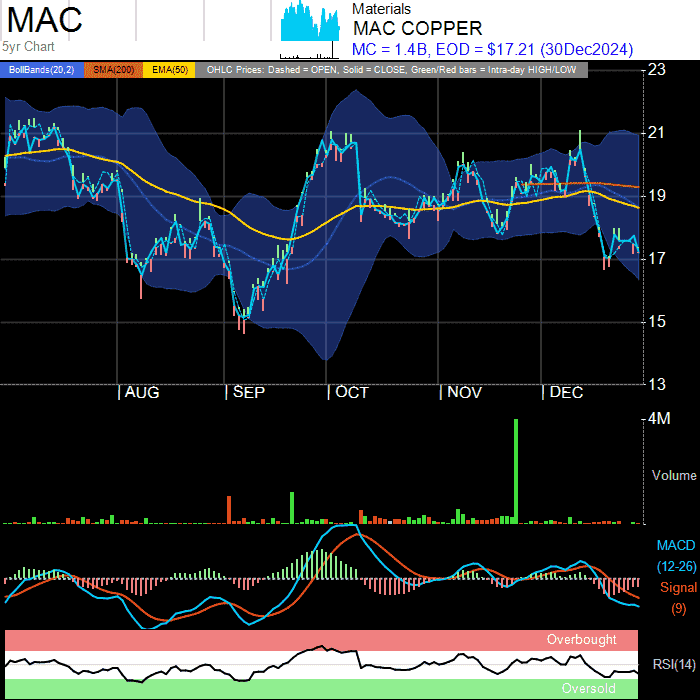 MAC
5yr Chart
Materials
MAC COPPER
MC = 1.4B, EOD = $17.21 (30Dec2024)
BollBands(20,2) SMA(200) EMA(50) OHLC Prices: Dashed = OPEN, Solid = CLOSE, Green/Red bars = Intra-day HIGH/LOW
23
21
19
17
15
13
AUG SEP OCT NOV DEC
4M
Volume
MACD
(12-26)
Signal
(9)
Overbought
RSI(14)
Oversold